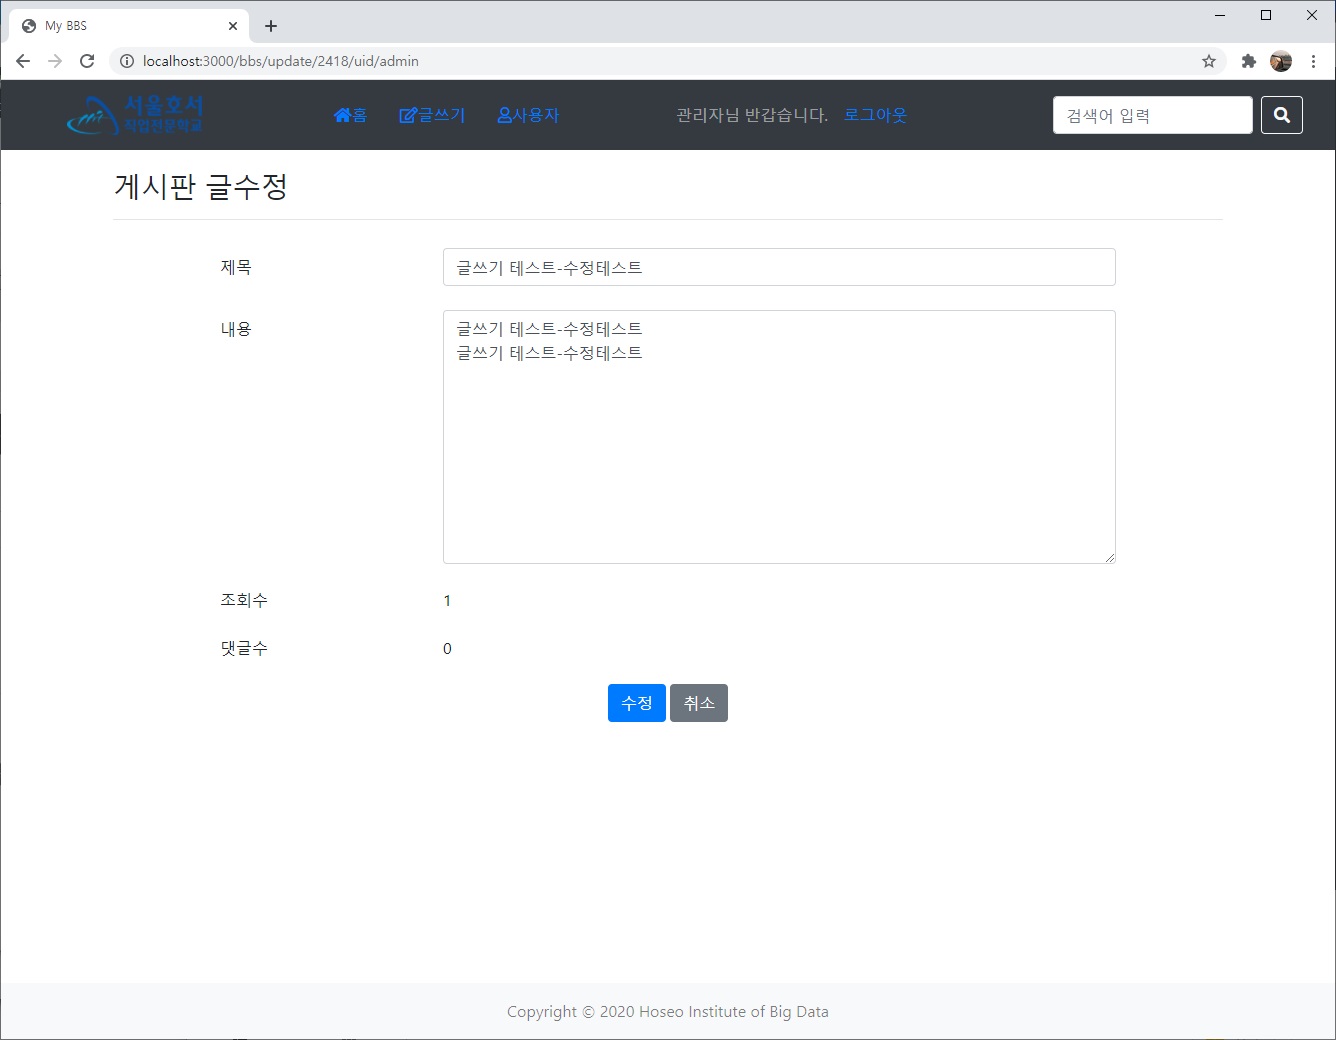 My BBS
localhost:3000/bbs/update/2418/uid/admin
서울호서
직업전문학교
홈 글쓰기 사용자 관리자님 반갑습니다. 로그아웃 검색어 입력
게시판 글수정
제목 글쓰기 테스트-수정테스트
내용 글쓰기 테스트-수정테스트
글쓰기 테스트-수정테스트
조회수 1
댓글수 0
수정 취소
Copyright © 2020 Hoseo Institute of Big Data